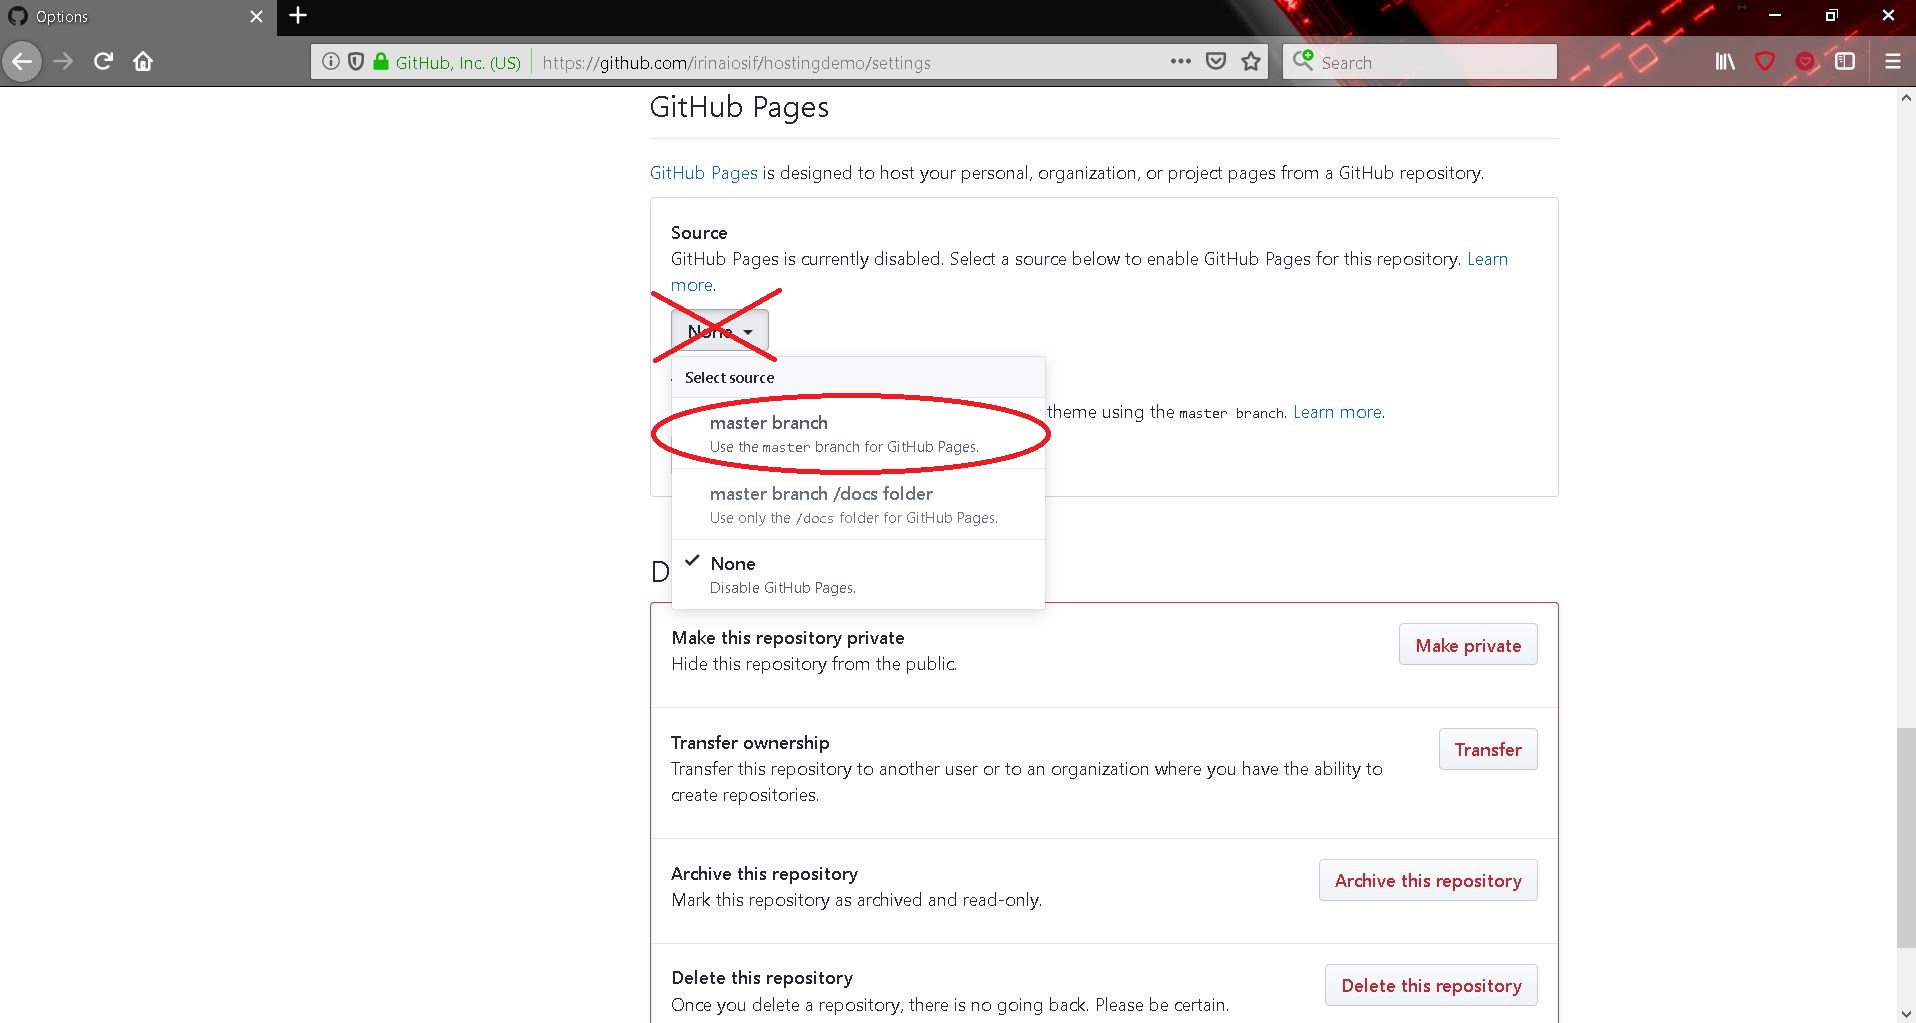 Options
GitHub, Inc. (US)
https://github.com/irinaiosif/hostingdemo/settings
Search
GitHub Pages
GitHub Pages is designed to host your personal, organization, or project pages from a GitHub repository.
Source
GitHub Pages is currently disabled. Select a source below to enable GitHub Pages for this repository. Learn
more.
None
Select source
theme using the master branch. Learn more.
master branch
Use the master branch for GitHub Pages.
master branch /docs folder
Use only the /docs folder for GitHub Pages.
None
Disable GitHub Pages.
D
Make this repository private
Hide this repository from the public.
Make private
Transfer ownership
Transfer this repository to another user or to an organization where you have the ability to
create repositories.
Transfer
Archive this repository
Mark this repository as archived and read-only.
Archive this repository
Delete this repository
Once you delete a repository, there is no going back. Please be certain.
Delete this repository